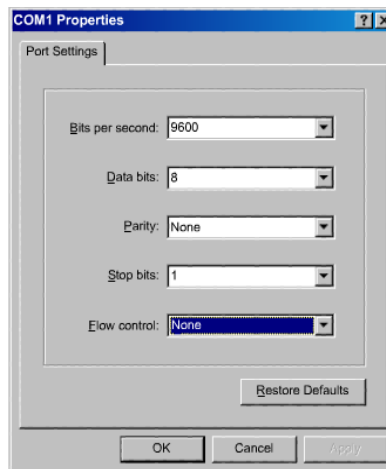 COM1 Properties
Port Settings
Bits per second: 9600
Data bits: 8
Parity: None
Stop bits: 1
Flow control: None
Restore Defaults
OK Cancel Apply